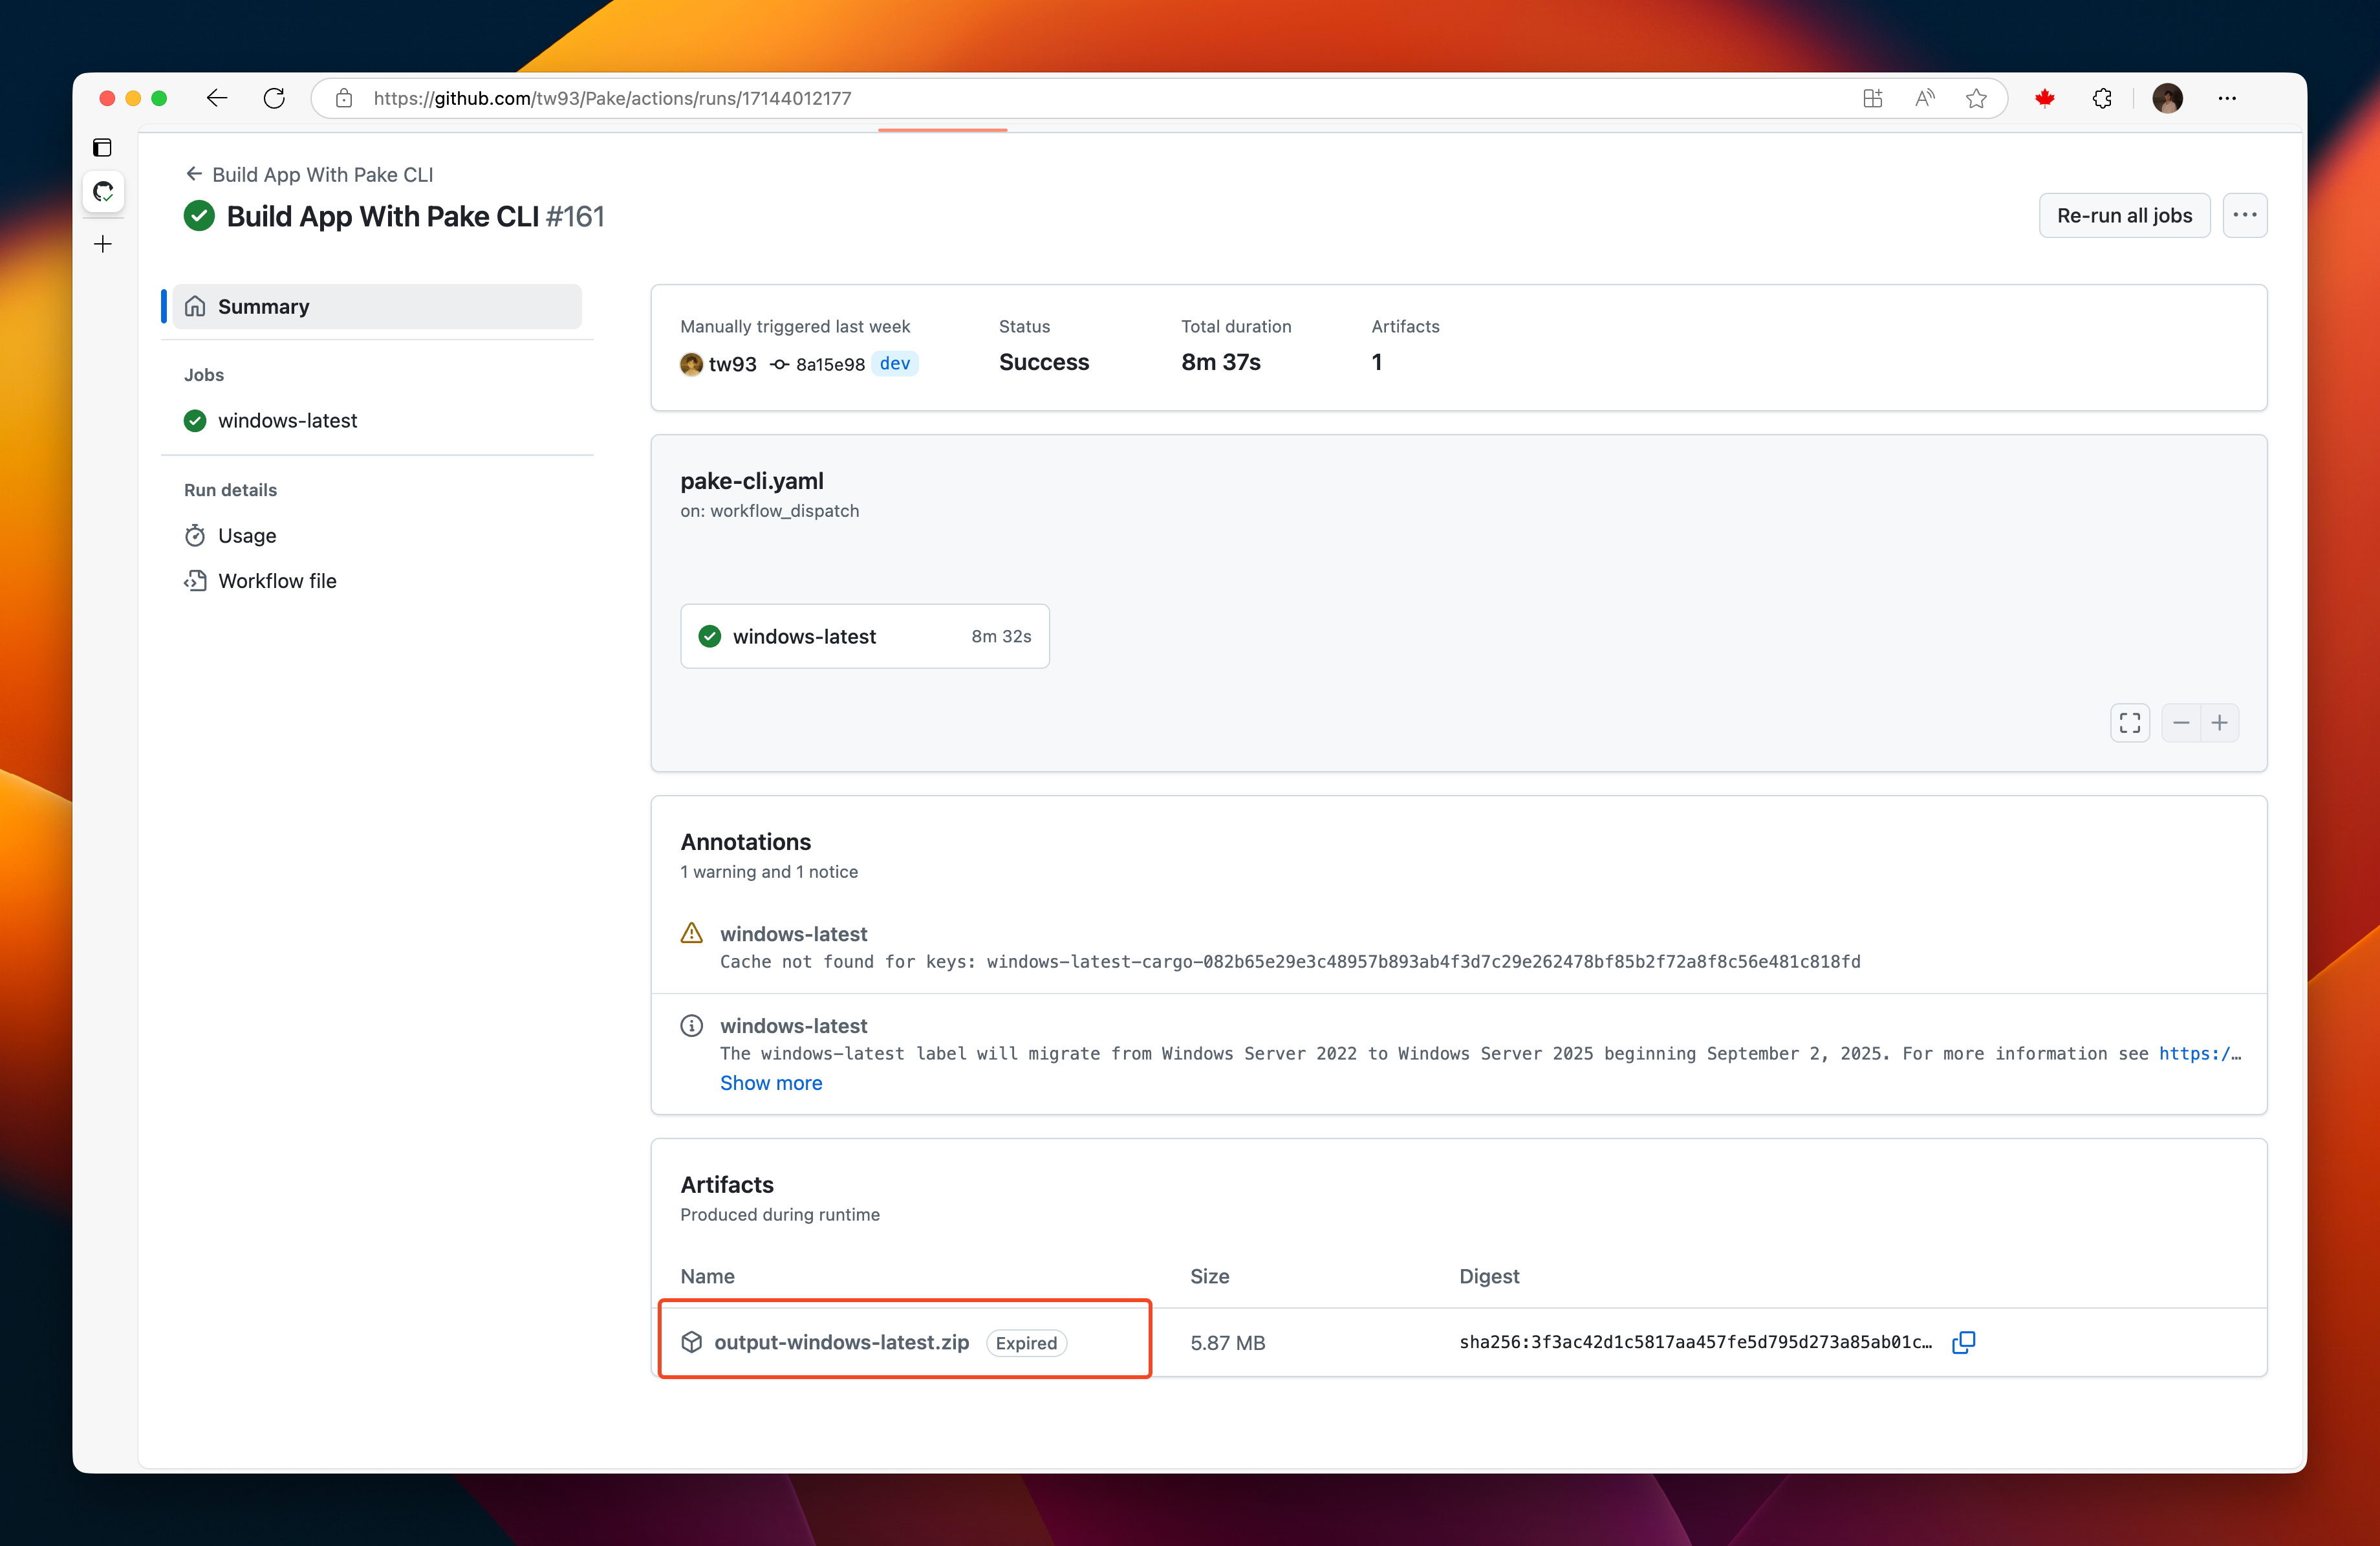 https://github.com/tw93/Pake/actions/runs/17144012177
Build App With Pake CLI
Build App With Pake CLI #161
Re-run all jobs
Summary
Jobs
windows-latest
Run details
Usage
Workflow file
Manually triggered last week
Status
Total duration
Artifacts
tw93 8a15e98 dev
Success
8m 37s
1
pake-cli.yaml
on: workflow_dispatch
windows-latest 8m 32s
Annotations
1 warning and 1 notice
windows-latest
Cache not found for keys: windows-latest-cargo-082b65e29e3c48957b893ab4f3d7c29e262478bf85b2f72a8f8c56e481c818fd
windows-latest
The windows-latest label will migrate from Windows Server 2022 to Windows Server 2025 beginning September 2, 2025. For more information see https:/…
Show more
Artifacts
Produced during runtime
Name Size Digest
output-windows-latest.zip Expired 5.87 MB sha256:3f3ac42d1c5817aa457fe5d795d273a85ab01c…